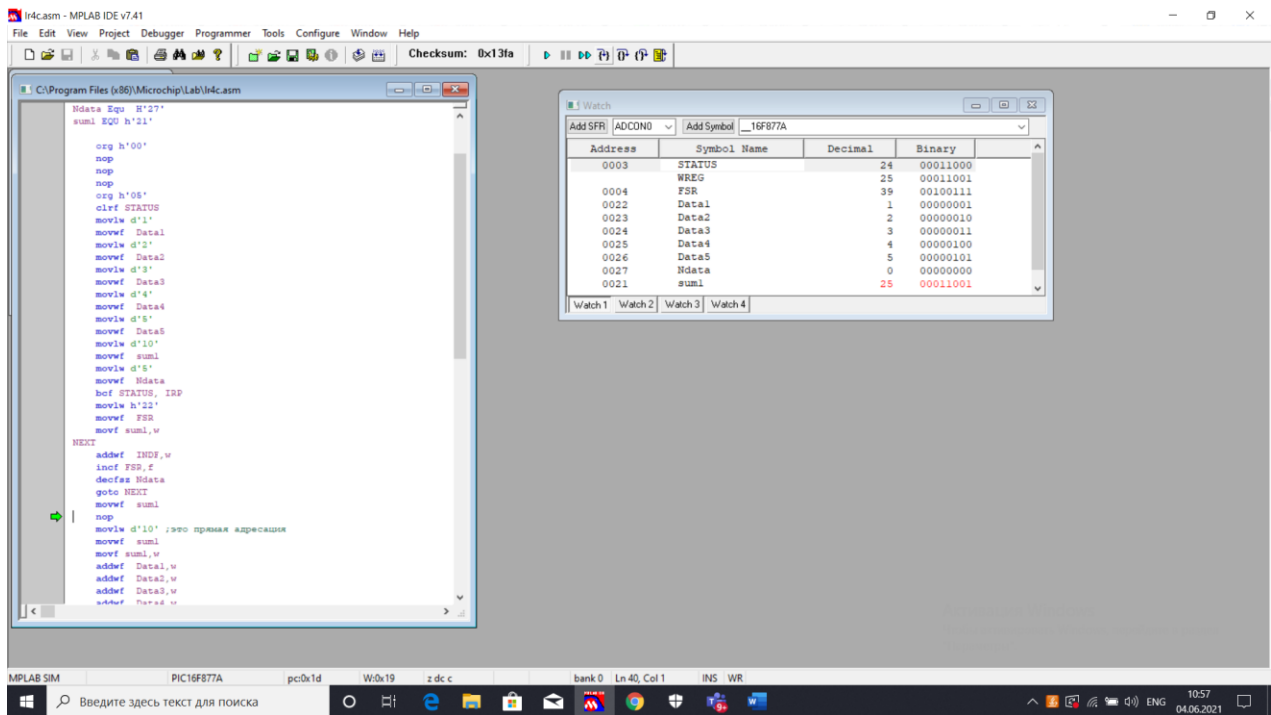 lr4c.asm - MPLAB IDE v7.41
File Edit View Project Debugger Programmer Tools Configure Window Help
Checksum: 0x13fa
C:\Program Files (x86)\Microchip\Lab\lr4c.asm
Ndata Equ H'27'
sum1 EQU h'21'
org h'00'
nop
nop
nop
org h'05'
clrf STATUS
movlw d'1'
movwf Data1
movlw d'2'
movwf Data2
movlw d'3'
movwf Data3
movlw d'4'
movwf Data4
movlw d'5'
movwf Data5
movlw d'10'
movwf sum1
movlw d'5'
movwf Ndata
bcf STATUS, IRP
movlw h'22'
movwf FSR
movf sum1,w
NEXT
addwf INDF,w
incf FSR,f
decfsz Ndata
goto NEXT
movwf sum1
nop
movlw d'10' ;это прямая адресация
movwf sum1
movf sum1,w
addwf Data1,w
addwf Data2,w
addwf Data3,w
addwf Data4,w
Watch
Add SFR ADCON0 Add Symbol __16F877A
Address Symbol Name Decimal Binary
0003 STATUS 24 00011000
WREG 25 00011001
0004 FSR 39 00100111
0022 Data1 1 00000001
0023 Data2 2 00000010
0024 Data3 3 00000011
0025 Data4 4 00000100
0026 Data5 5 00000101
0027 Ndata 0 00000000
0021 sum1 25 00011001
Watch 1 Watch 2 Watch 3 Watch 4
MPLAB SIM PIC16F877A pc:0x1d W:0x19 z dc c bank 0 Ln 40, Col 1 INS WR
Введите здесь текст для поиска
ENG
10:57
04.06.2021